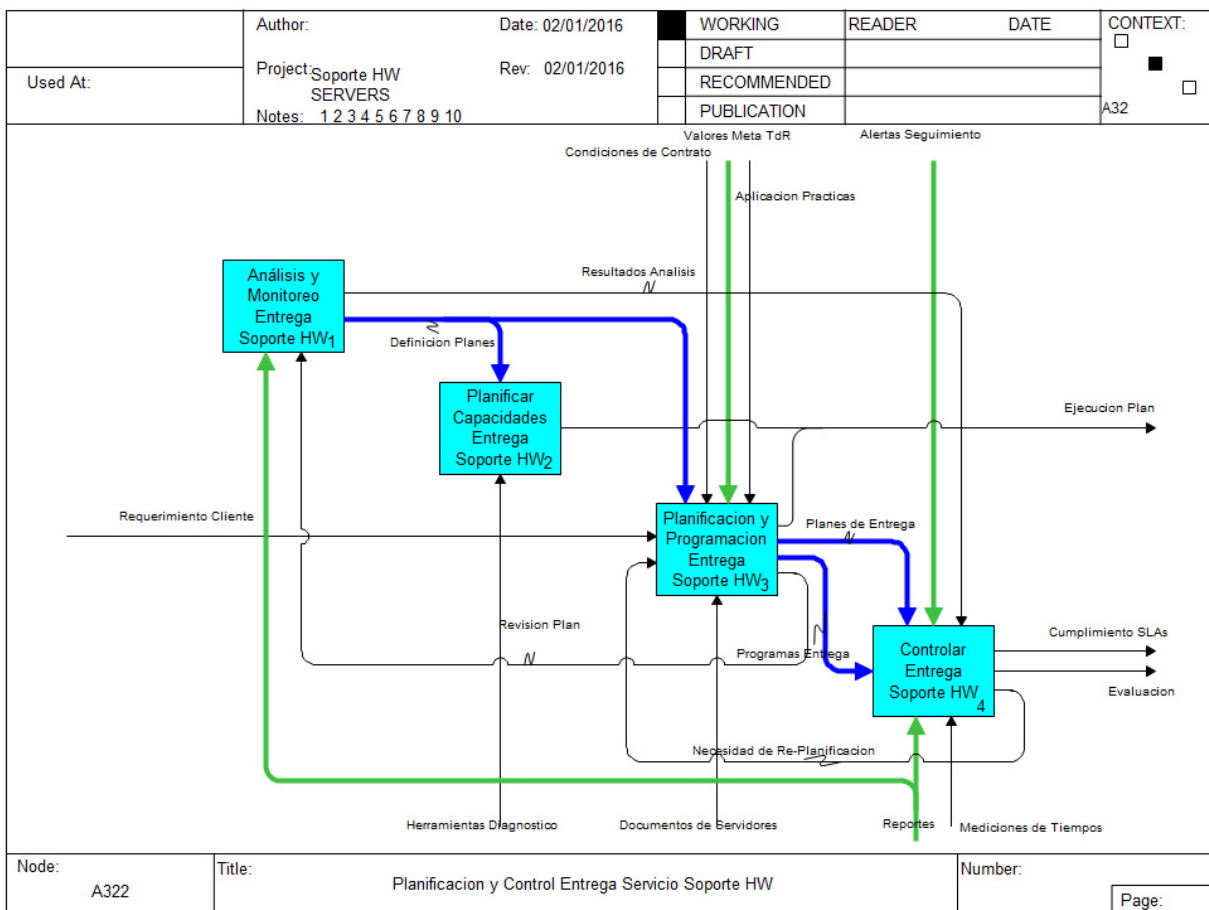 Used At:
Author:
Date: 02/01/2016
Project: Soporte HW
SERVERS
Rev: 02/01/2016
Notes: 1 2 3 4 5 6 7 8 9 10
WORKING
DRAFT
RECOMMENDED
PUBLICATION
READER
DATE
CONTEXT:
A32
Valores Meta TdR
Alertas Seguimiento
Condiciones de Contrato
Aplicacion Practicas
Análisis y
Monitoreo
Entrega
Soporte HW1
Resultados Analisis
Definicion Planes
Planificar
Capacidades
Entrega
Soporte HW2
Ejecucion Plan
Requerimiento Cliente
Planificacion y
Programacion
Entrega
Soporte HW3
Planes de Entrega
Revision Plan
Programas Entrega
Controlar
Entrega
Soporte HW 4
Cumplimiento SLAs
Evaluacion
Necesidad de Re-Planificacion
Herramientas Diagnostico
Documentos de Servidores
Reportes
Mediciones de Tiempos
Node:
A322
Title:
Planificacion y Control Entrega Servicio Soporte HW
Number:
Page: